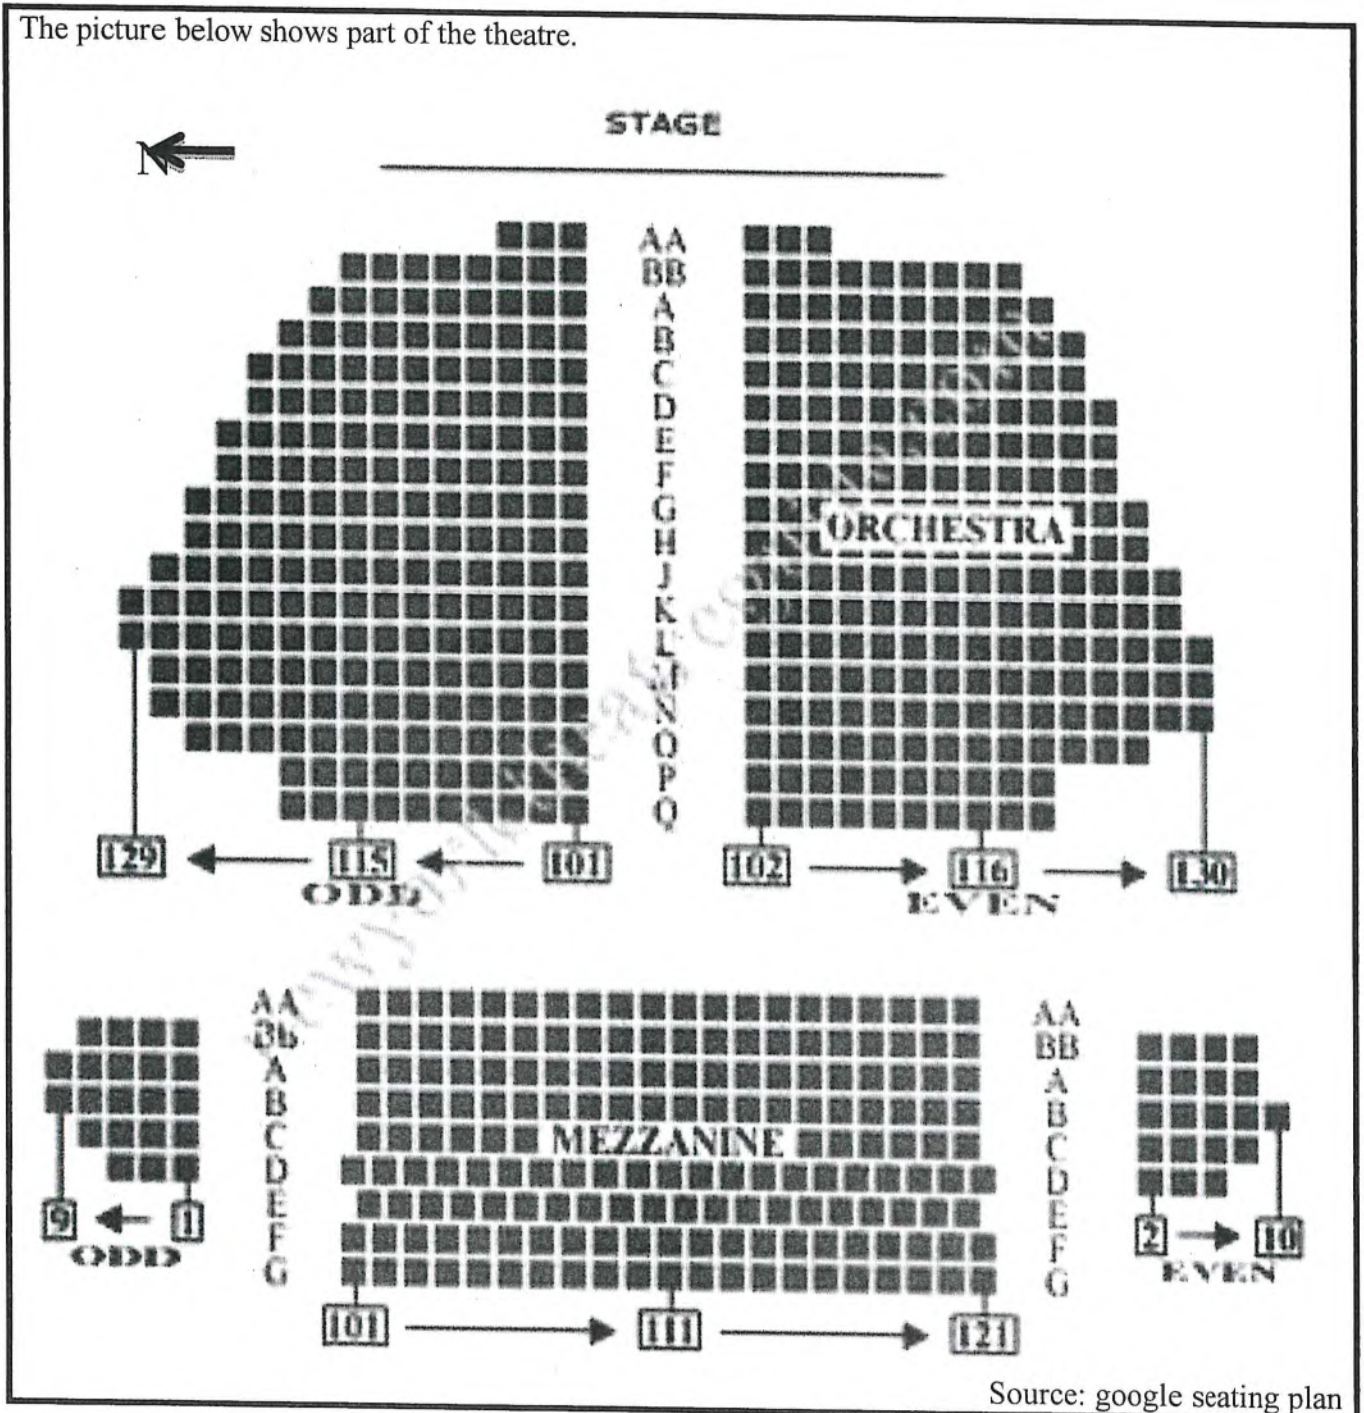 The picture below shows part of the theatre.
STAGE
N
AA
BB
A
B
C
D
E
F
G
H
J
K
L
M
N
O
P
Q
ORCHESTRA
129 115 101 102 116 130
ODD EVEN
AA AA
BB BB
A A
B B
C C
D D
E E
F F
G G
MEZZANINE
9 1 2 10
ODD EVEN
101 111 121
Source: google seating plan